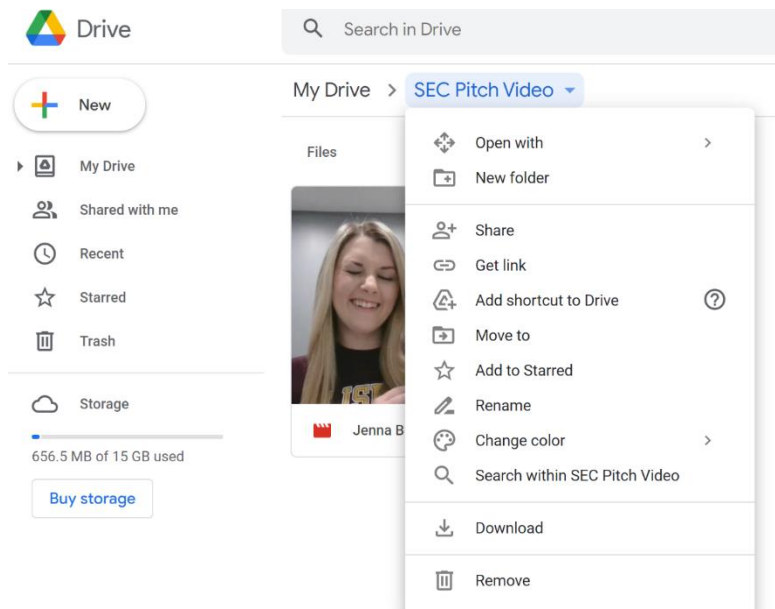 Drive
Search in Drive
New
My Drive > SEC Pitch Video
My Drive
Shared with me
Recent
Starred
Trash
Storage
656.5 MB of 15 GB used
Buy storage
Files
Jenna B
Open with
New folder
Share
Get link
Add shortcut to Drive
Move to
Add to Starred
Rename
Change color
Search within SEC Pitch Video
Download
Remove